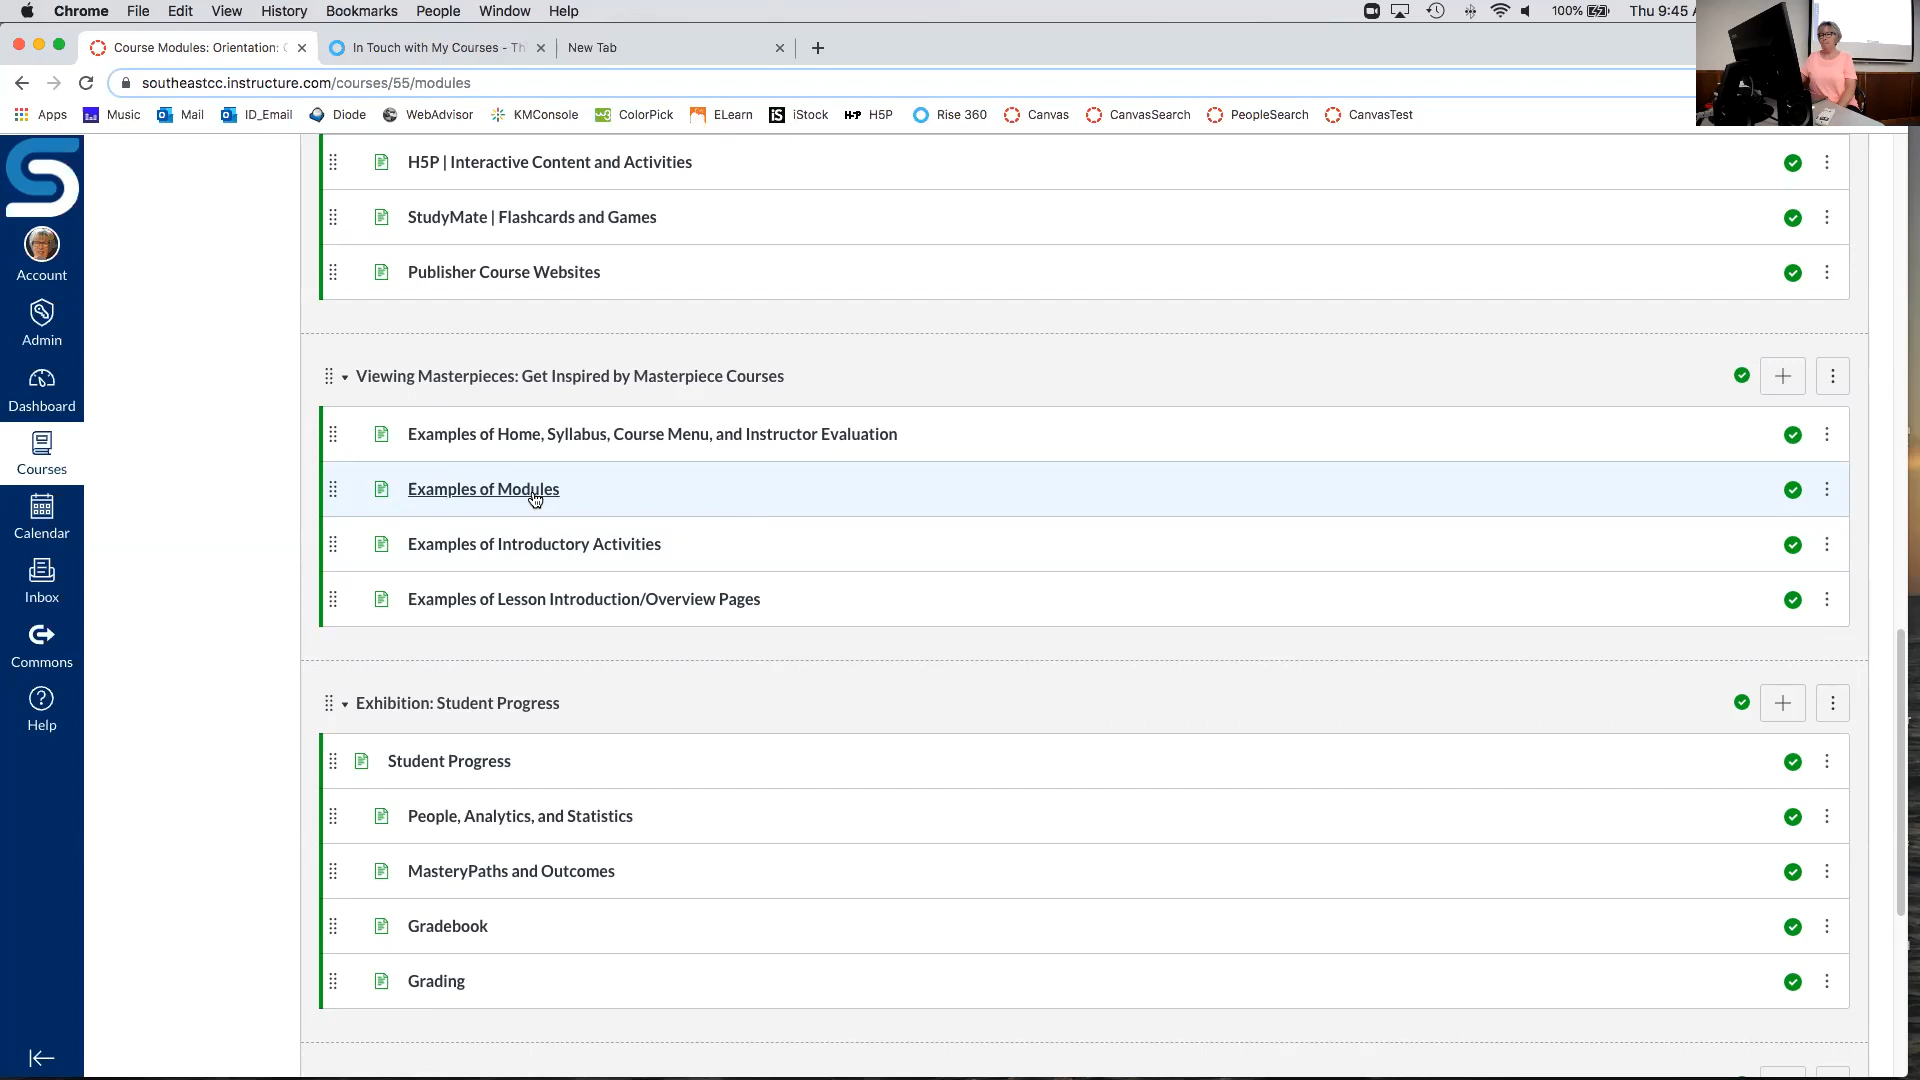 Chrome File Edit View History Bookmarks People Window Help 100% Thu 9:45
Course Modules: Orientation: In Touch with My Courses - Th New Tab
southeastcc.instructure.com/courses/55/modules
Apps Music Mail ID_Email Diode WebAdvisor KMConsole ColorPick ELearn iS iStock H-P H5P Rise 360 Canvas CanvasSearch PeopleSearch CanvasTest
H5P | Interactive Content and Activities
StudyMate | Flashcards and Games
Publisher Course Websites
Viewing Masterpieces: Get Inspired by Masterpiece Courses
Examples of Home, Syllabus, Course Menu, and Instructor Evaluation
Examples of Modules
Examples of Introductory Activities
Examples of Lesson Introduction/Overview Pages
Exhibition: Student Progress
Student Progress
People, Analytics, and Statistics
MasteryPaths and Outcomes
Gradebook
Grading
Account
Admin
Dashboard
Courses
Calendar
Inbox
Commons
Help